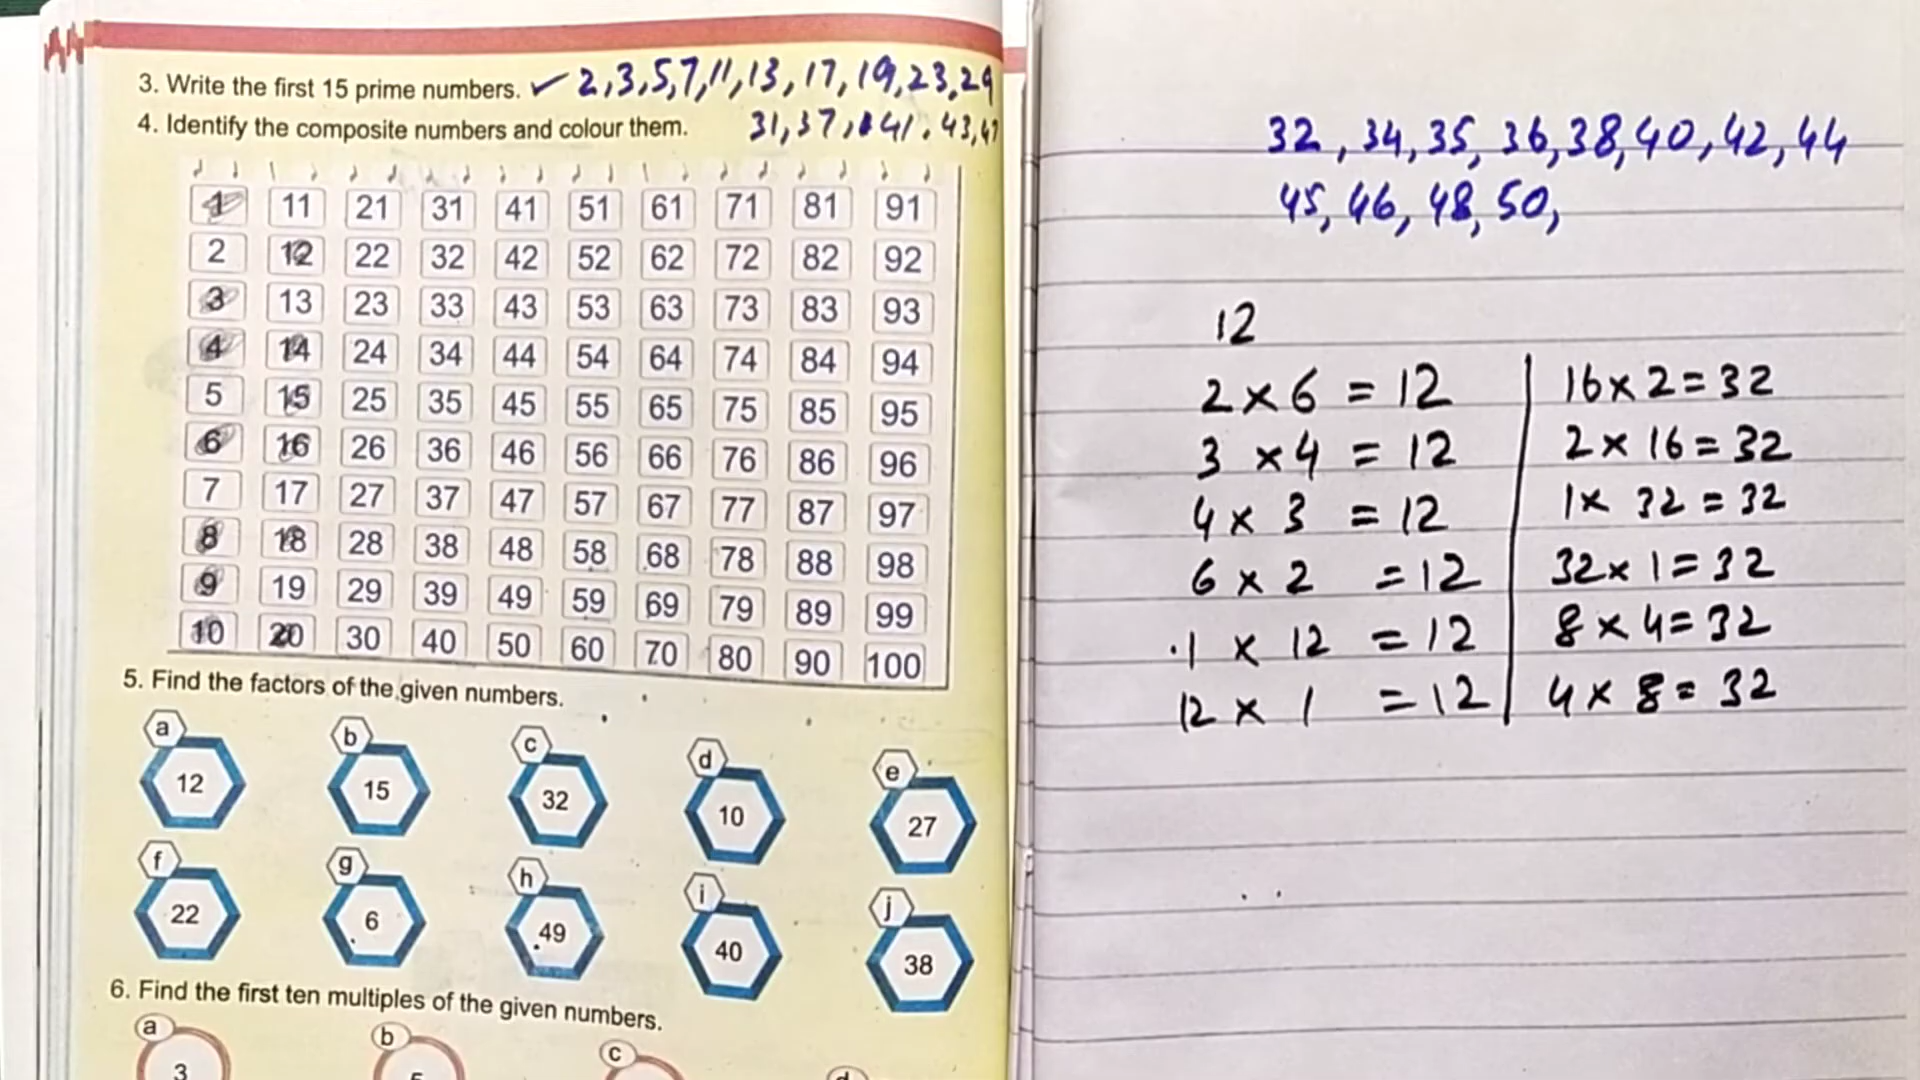 3. Write the first 15 prime numbers. ✓ 2,3,5,7,11,13,17,19,23,29
4. Identify the composite numbers and colour them. 31,37,41,43,47
1 11 21 31 41 51 61 71 81 91
2 12 22 32 42 52 62 72 82 92
3 13 23 33 43 53 63 73 83 93
4 14 24 34 44 54 64 74 84 94
5 15 25 35 45 55 65 75 85 95
6 16 26 36 46 56 66 76 86 96
7 17 27 37 47 57 67 77 87 97
8 18 28 38 48 58 68 78 88 98
9 19 29 39 49 59 69 79 89 99
10 20 30 40 50 60 70 80 90 100
5. Find the factors of the given numbers.
a b c d e
12 15 32 10 27
f g h i j
22 6 49 40 38
6. Find the first ten multiples of the given numbers.
a b c d
3
32, 34, 35, 36, 38, 40, 42, 44
45, 46, 48, 50,
12
2 × 6 = 12
3 × 4 = 12
4 × 3 = 12
6 × 2 = 12
1 × 12 = 12
12 × 1 = 12
16 × 2 = 32
2 × 16 = 32
1 × 32 = 32
32 × 1 = 32
8 × 4 = 32
4 × 8 = 32